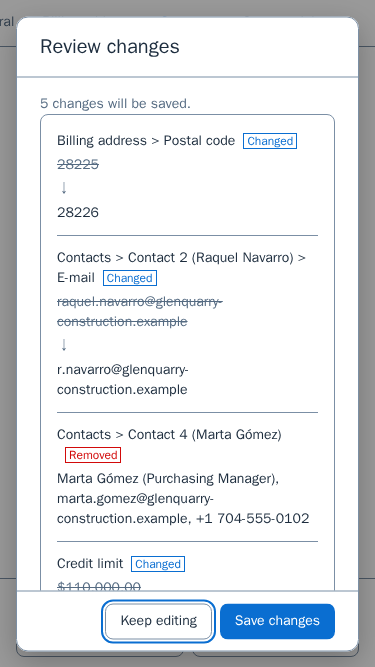 ral
Review changes
5 changes will be saved.
Billing address > Postal code Changed
28225
↓
28226
Contacts > Contact 2 (Raquel Navarro) >
E-mail Changed
raquel.navarro@glenquarry-
construction.example
↓
r.navarro@glenquarry-
construction.example
Contacts > Contact 4 (Marta Gómez)
Removed
Marta Gómez (Purchasing Manager),
marta.gomez@glenquarry-
construction.example, +1 704-555-0102
Credit limit Changed
$110,000.00
Keep editing Save changes